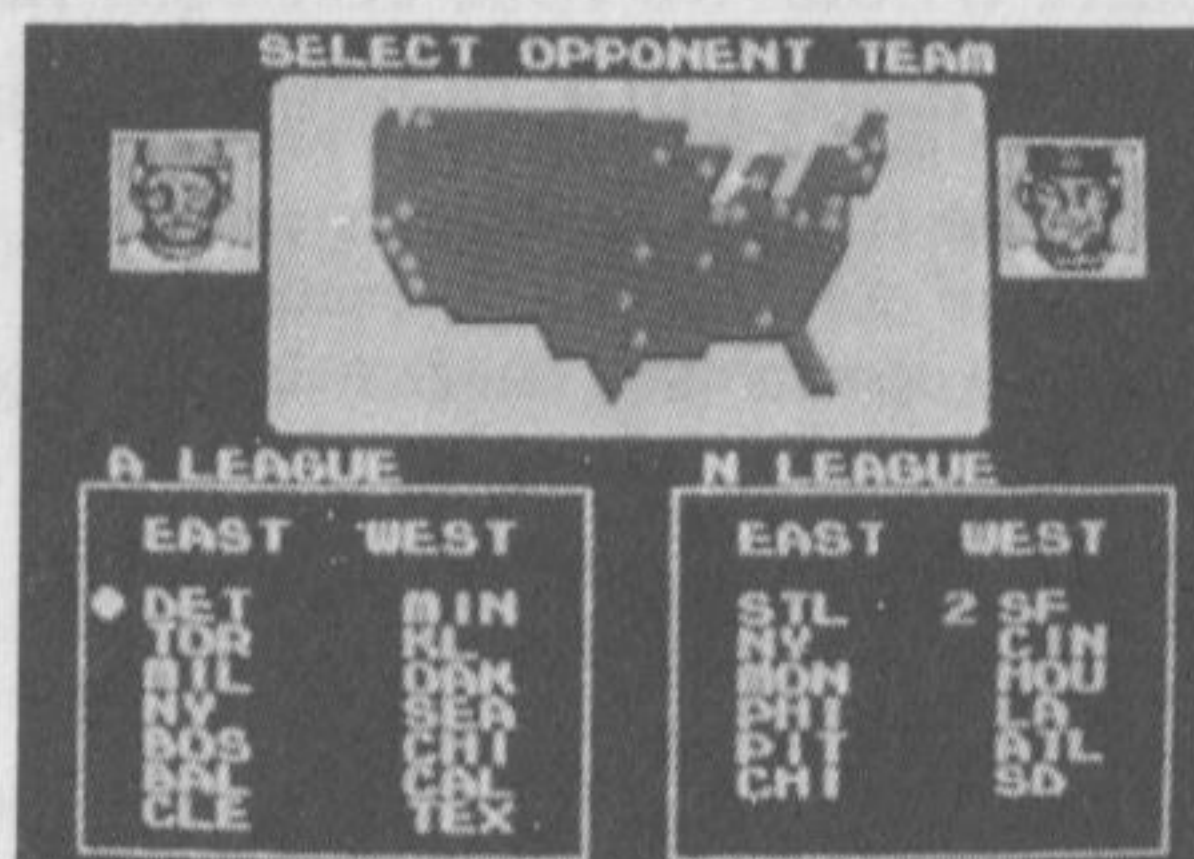 SELECT OPPONENT TEAM
A LEAGUE
EAST WEST
DET MIN
TOR KC
MIL OAK
NY SEA
BOS CHI
BAL CAL
CLE TEX
N LEAGUE
EAST WEST
STL 2 SF
NY CIN
MON HOU
PHI LA
PIT ATL
CHI SD